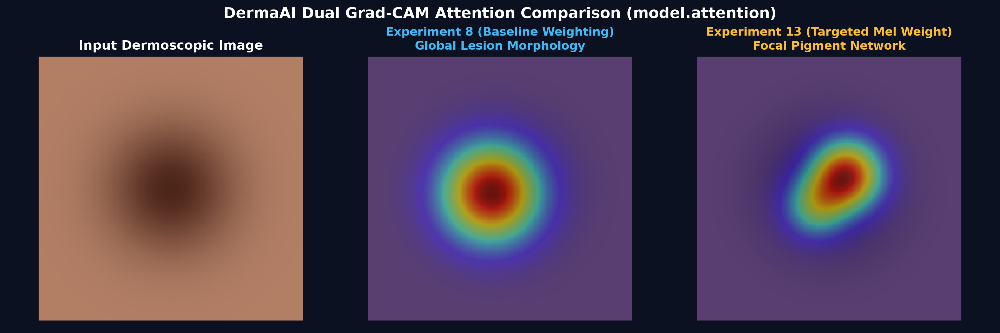 DermaAI Dual Grad-CAM Attention Comparison (model.attention)
Input Dermoscopic Image
Experiment 8 (Baseline Weighting)
Global Lesion Morphology
Experiment 13 (Targeted Mel Weight)
Focal Pigment Network